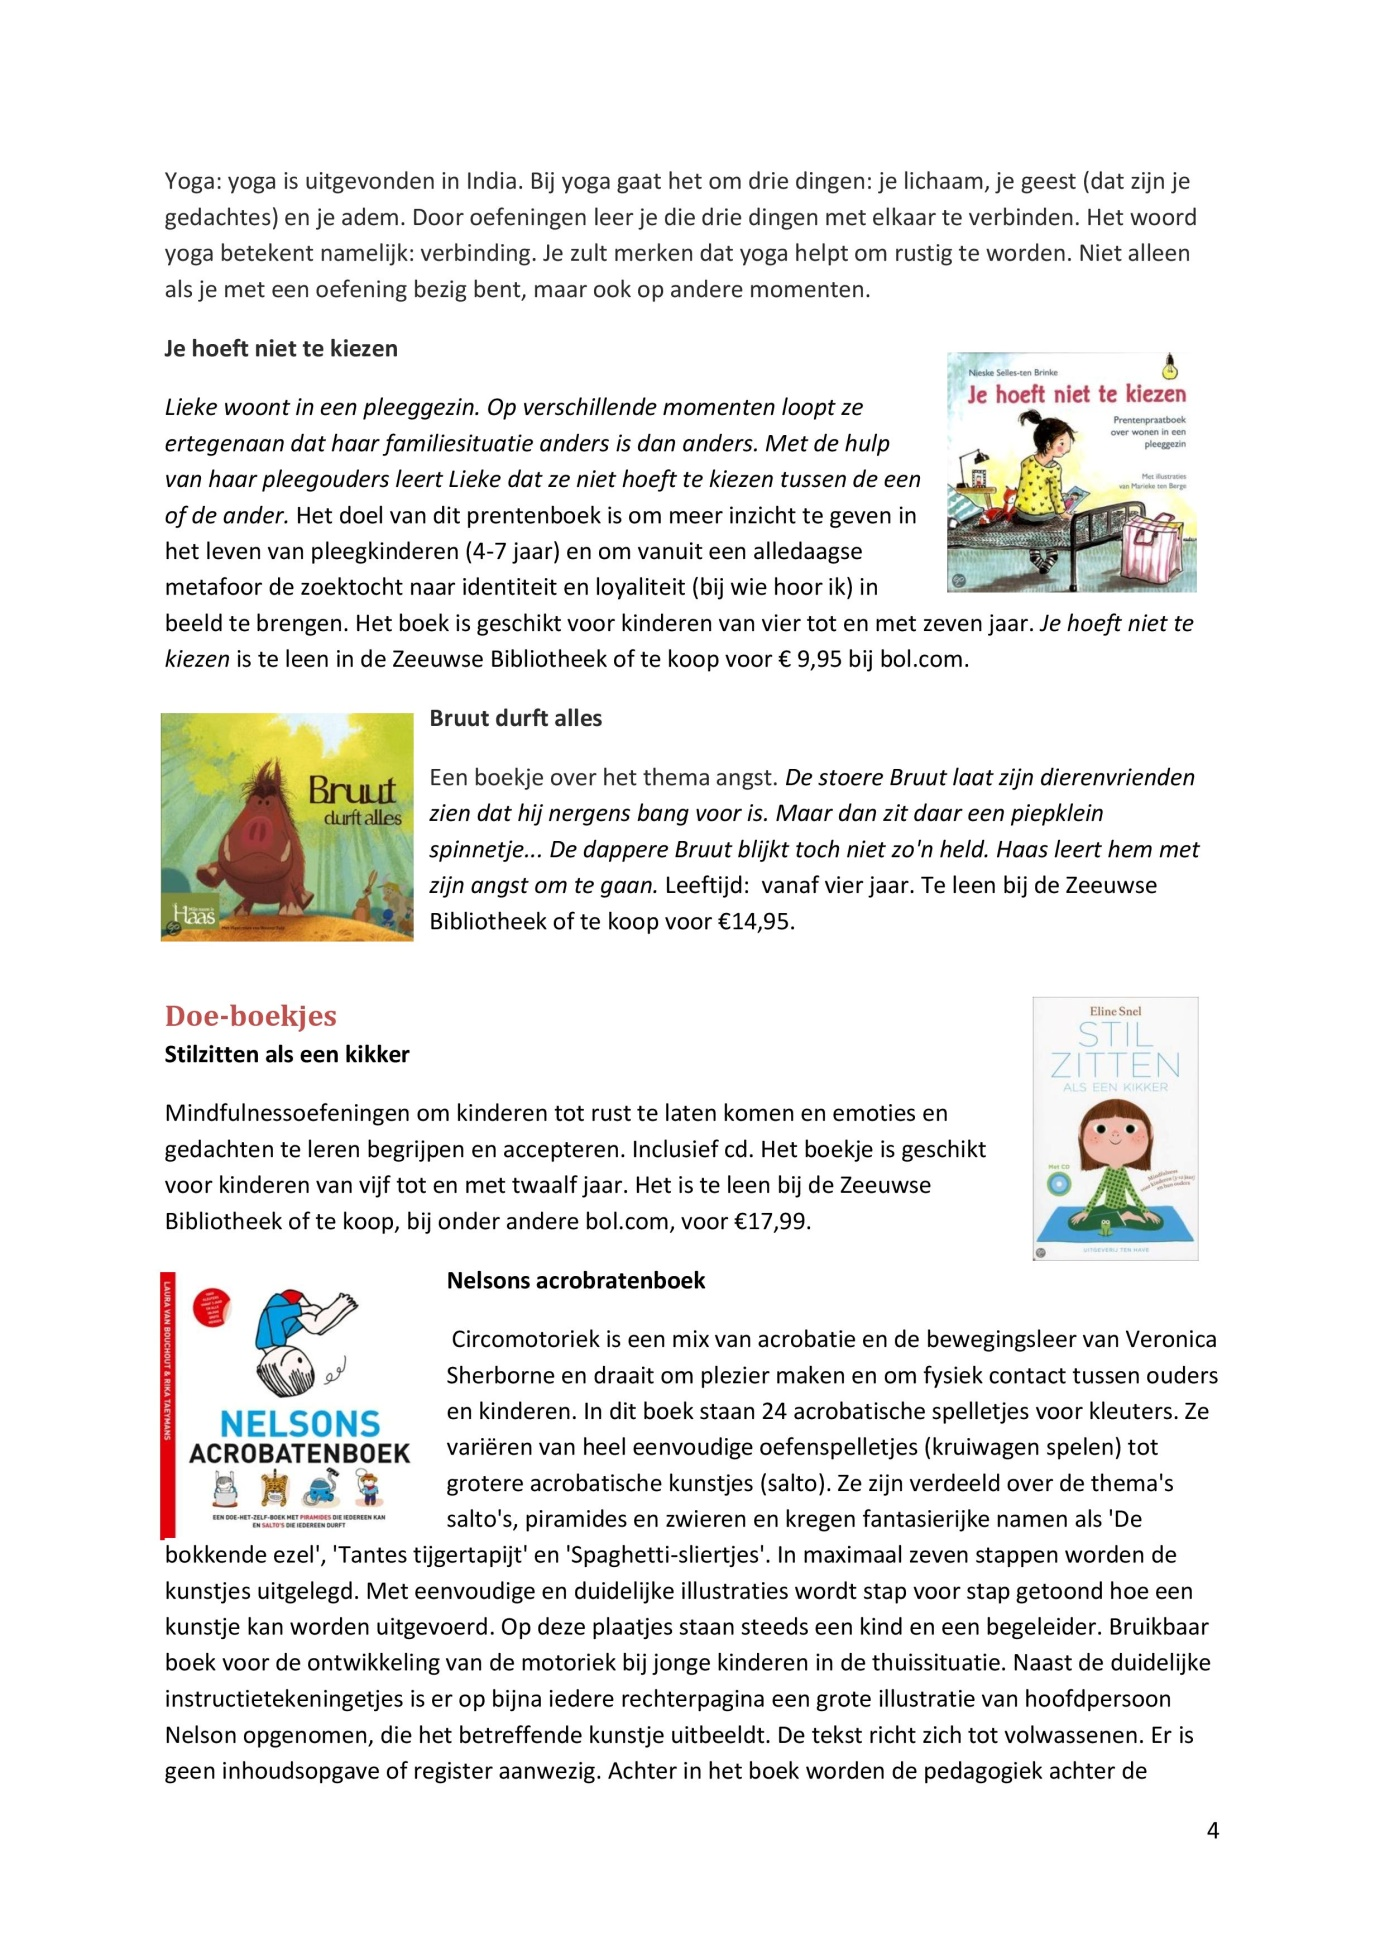 Yoga: yoga is uitgevonden in India. Bij yoga gaat het om drie dingen: je lichaam, je geest (dat zijn je
gedachtes) en je adem. Door oefeningen leer je die drie dingen met elkaar te verbinden. Het woord
yoga betekent namelijk: verbinding. Je zult merken dat yoga helpt om rustig te worden. Niet alleen
als je met een oefening bezig bent, maar ook op andere momenten.
Je hoeft niet te kiezen
Nieske Selles-ten Brinke
Je hoeft niet te kiezen
Prentenpraatboek
over wonen in een
pleeggezin
Met illustraties
van Marieke ten Berge
Lieke woont in een pleeggezin. Op verschillende momenten loopt ze
ertegenaan dat haar familiesituatie anders is dan anders. Met de hulp
van haar pleegouders leert Lieke dat ze niet hoeft te kiezen tussen de een
of de ander. Het doel van dit prentenboek is om meer inzicht te geven in
het leven van pleegkinderen (4-7 jaar) en om vanuit een alledaagse
metafoor de zoektocht naar identiteit en loyaliteit (bij wie hoor ik) in
beeld te brengen. Het boek is geschikt voor kinderen van vier tot en met zeven jaar. Je hoeft niet te
kiezen is te leen in de Zeeuwse Bibliotheek of te koop voor € 9,95 bij bol.com.
Bruut
durft alles
Haas
Bruut durft alles
Een boekje over het thema angst. De stoere Bruut laat zijn dierenvrienden
zien dat hij nergens bang voor is. Maar dan zit daar een piepklein
spinnetje... De dappere Bruut blijkt toch niet zo'n held. Haas leert hem met
zijn angst om te gaan. Leeftijd:  vanaf vier jaar. Te leen bij de Zeeuwse
Bibliotheek of te koop voor €14,95.
Doe-boekjes
Stilzitten als een kikker
Eline Snel
STIL
ZITTEN
ALS EEN KIKKER
Met CD
UITGEVERIJ TEN HAVE
Mindfulnessoefeningen om kinderen tot rust te laten komen en emoties en
gedachten te leren begrijpen en accepteren. Inclusief cd. Het boekje is geschikt
voor kinderen van vijf tot en met twaalf jaar. Het is te leen bij de Zeeuwse
Bibliotheek of te koop, bij onder andere bol.com, voor €17,99.
LAURA VAN BOUCHOUT & RIKA TAEYMANS
NELSONS
ACROBATENBOEK
EEN DOE-HET-ZELF-BOEK MET PIRAMIDES DIE IEDEREEN KAN
EN SALTO'S DIE IEDEREEN DURFT
Nelsons acrobratenboek
Circomotoriek is een mix van acrobatie en de bewegingsleer van Veronica
Sherborne en draait om plezier maken en om fysiek contact tussen ouders
en kinderen. In dit boek staan 24 acrobatische spelletjes voor kleuters. Ze
variëren van heel eenvoudige oefenspelletjes (kruiwagen spelen) tot
grotere acrobatische kunstjes (salto). Ze zijn verdeeld over de thema's
salto's, piramides en zwieren en kregen fantasierijke namen als 'De
bokkende ezel', 'Tantes tijgertapijt' en 'Spaghetti-sliertjes'. In maximaal zeven stappen worden de
kunstjes uitgelegd. Met eenvoudige en duidelijke illustraties wordt stap voor stap getoond hoe een
kunstje kan worden uitgevoerd. Op deze plaatjes staan steeds een kind en een begeleider. Bruikbaar
boek voor de ontwikkeling van de motoriek bij jonge kinderen in de thuissituatie. Naast de duidelijke
instructietekeningetjes is er op bijna iedere rechterpagina een grote illustratie van hoofdpersoon
Nelson opgenomen, die het betreffende kunstje uitbeeldt. De tekst richt zich tot volwassenen. Er is
geen inhoudsopgave of register aanwezig. Achter in het boek worden de pedagogiek achter de
4